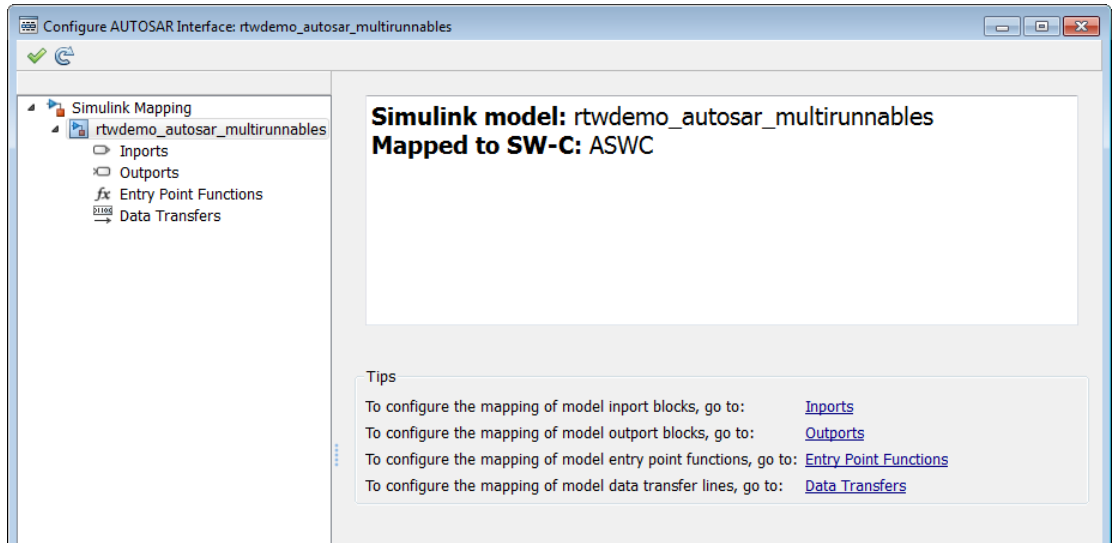 Configure AUTOSAR Interface: rtwdemo_autosar_multirunnables
Simulink Mapping
rtwdemo_autosar_multirunnables
Inports
Outports
fx Entry Point Functions
Data Transfers
Simulink model: rtwdemo_autosar_multirunnables
Mapped to SW-C: ASWC
Tips
To configure the mapping of model inport blocks, go to: Inports
To configure the mapping of model outport blocks, go to: Outports
To configure the mapping of model entry point functions, go to: Entry Point Functions
To configure the mapping of model data transfer lines, go to: Data Transfers